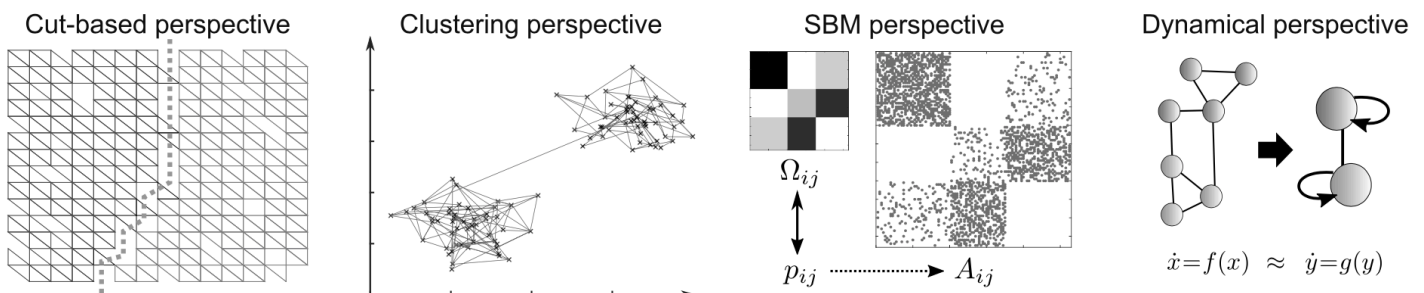 Cut-based perspective
Clustering perspective
SBM perspective
Dynamical perspective
Ωij
pij
Aij
ẋ=f(x) ≈ ẏ=g(y)